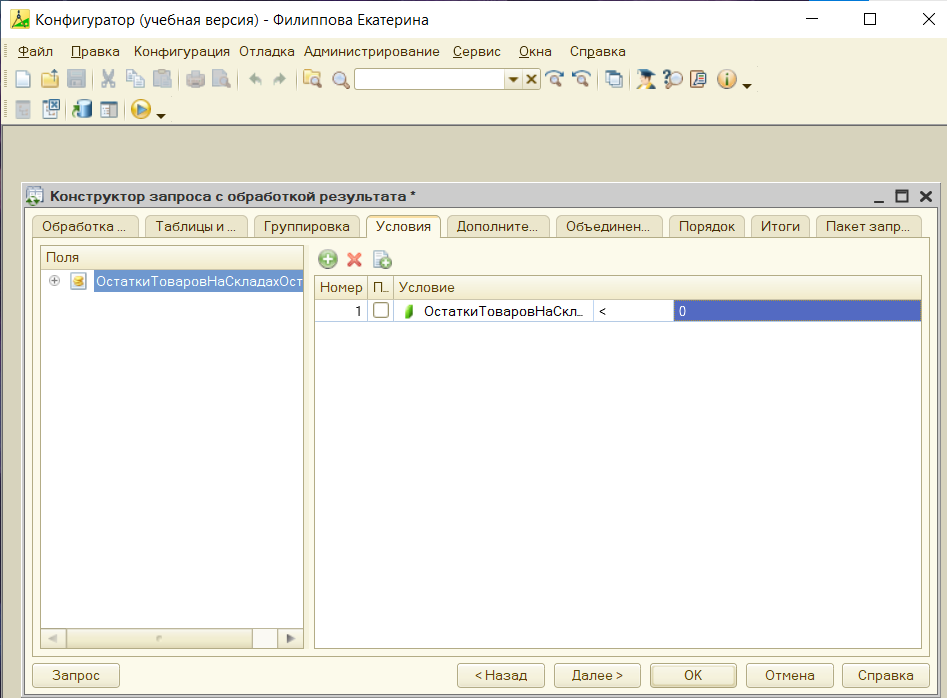 Конфигуратор (учебная версия) - Филиппова Екатерина
Файл Правка Конфигурация Отладка Администрирование Сервис Окна Справка
Конструктор запроса с обработкой результата *
Обработка ... Таблицы и ... Группировка Условия Дополните... Объединен... Порядок Итоги Пакет запр...
Поля
ОстаткиТоваровНаСкладахОст
Номер П... Условие
1 ОстаткиТоваровНаСкл... < 0
Запрос < Назад Далее > OK Отмена Справка